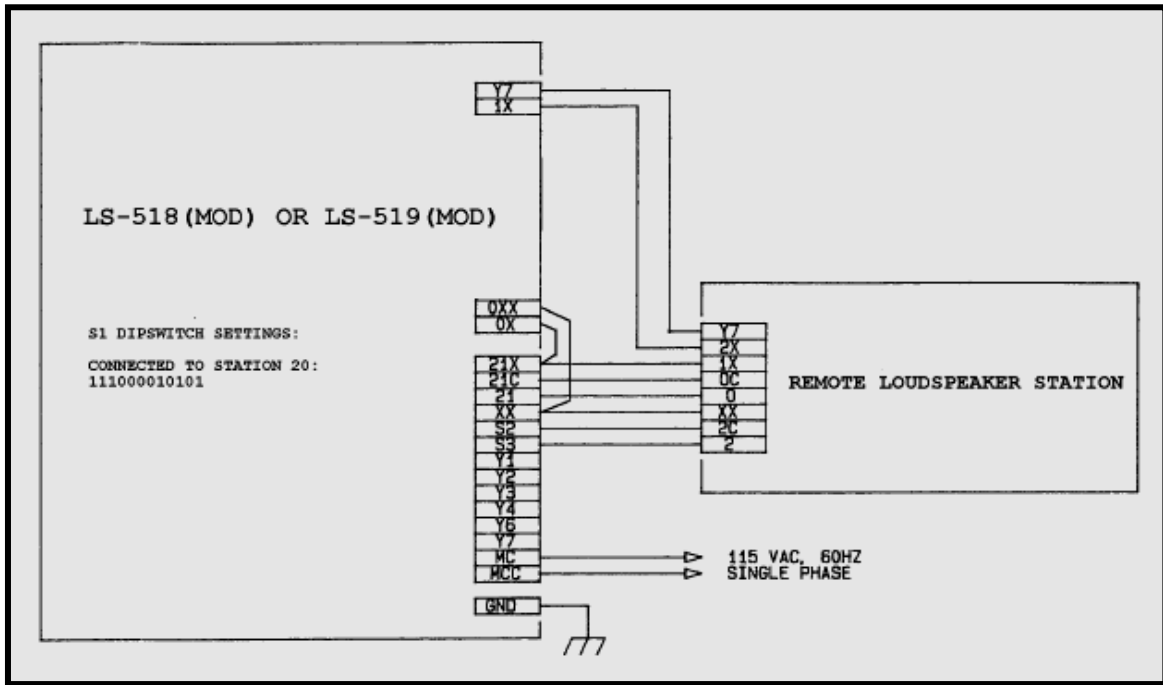 Y7
1X
LS-518(MOD) OR LS-519(MOD)
0XX
0X
S1 DIPSWITCH SETTINGS:
CONNECTED TO STATION 20:
111000010101
21X
21C
21
XX
S2
S3
Y1
Y2
Y3
Y4
Y6
Y7
MC
MCC
GND
Y7
2X
1X
0C
0
XX
2C
2
REMOTE LOUDSPEAKER STATION
115 VAC, 60HZ
SINGLE PHASE